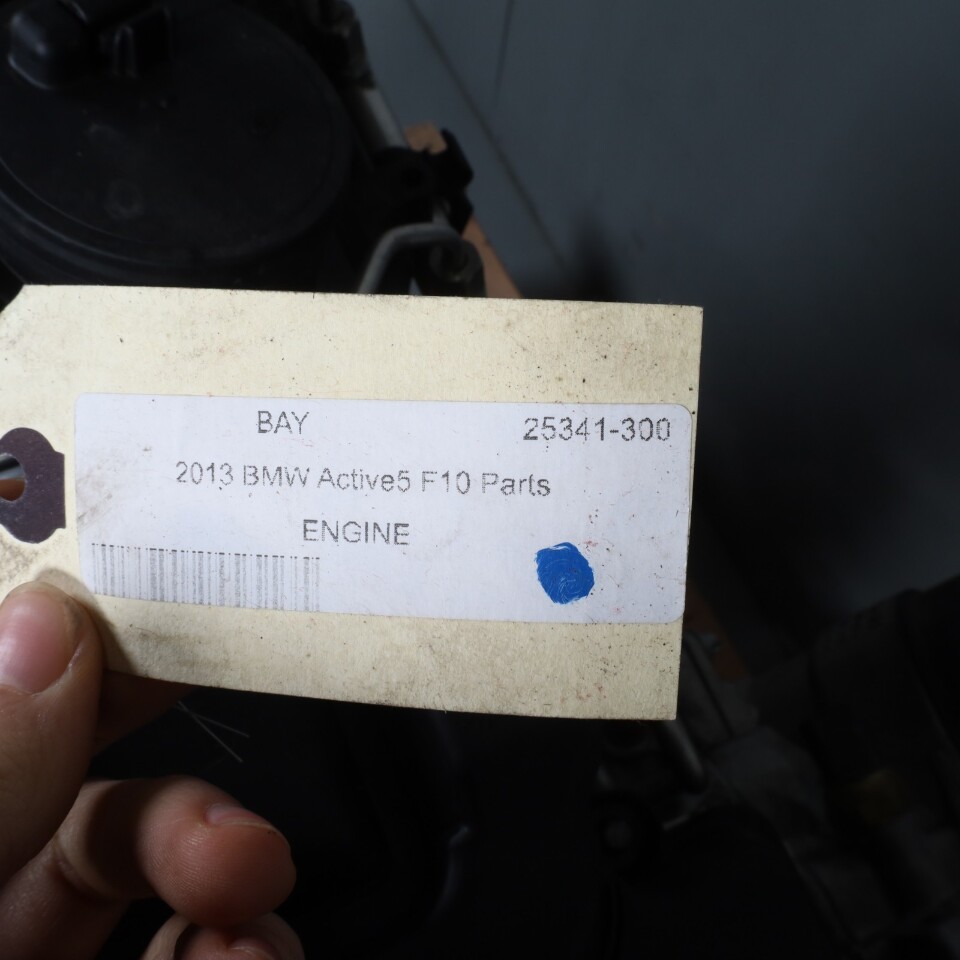 BAY 25341-300
2013 BMW Active5 F10 Parts
ENGINE